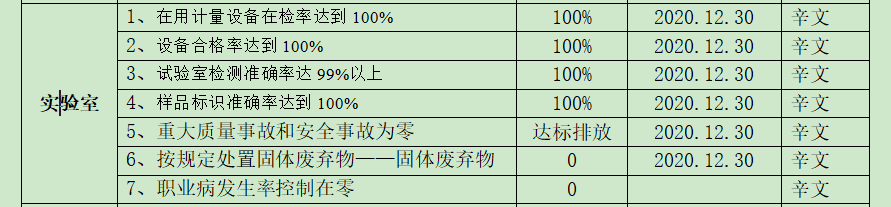 实验室
1、在用计量设备在检率达到100% 100% 2020.12.30 辛文
2、设备合格率达到100% 100% 2020.12.30 辛文
3、试验室检测准确率达99%以上 100% 2020.12.30 辛文
4、样品标识准确率达到100% 100% 2020.12.30 辛文
5、重大质量事故和安全事故为零 达标排放 2020.12.30 辛文
6、按规定处置固体废弃物——固体废弃物 0 2020.12.30 辛文
7、职业病发生率控制在零 0 辛文